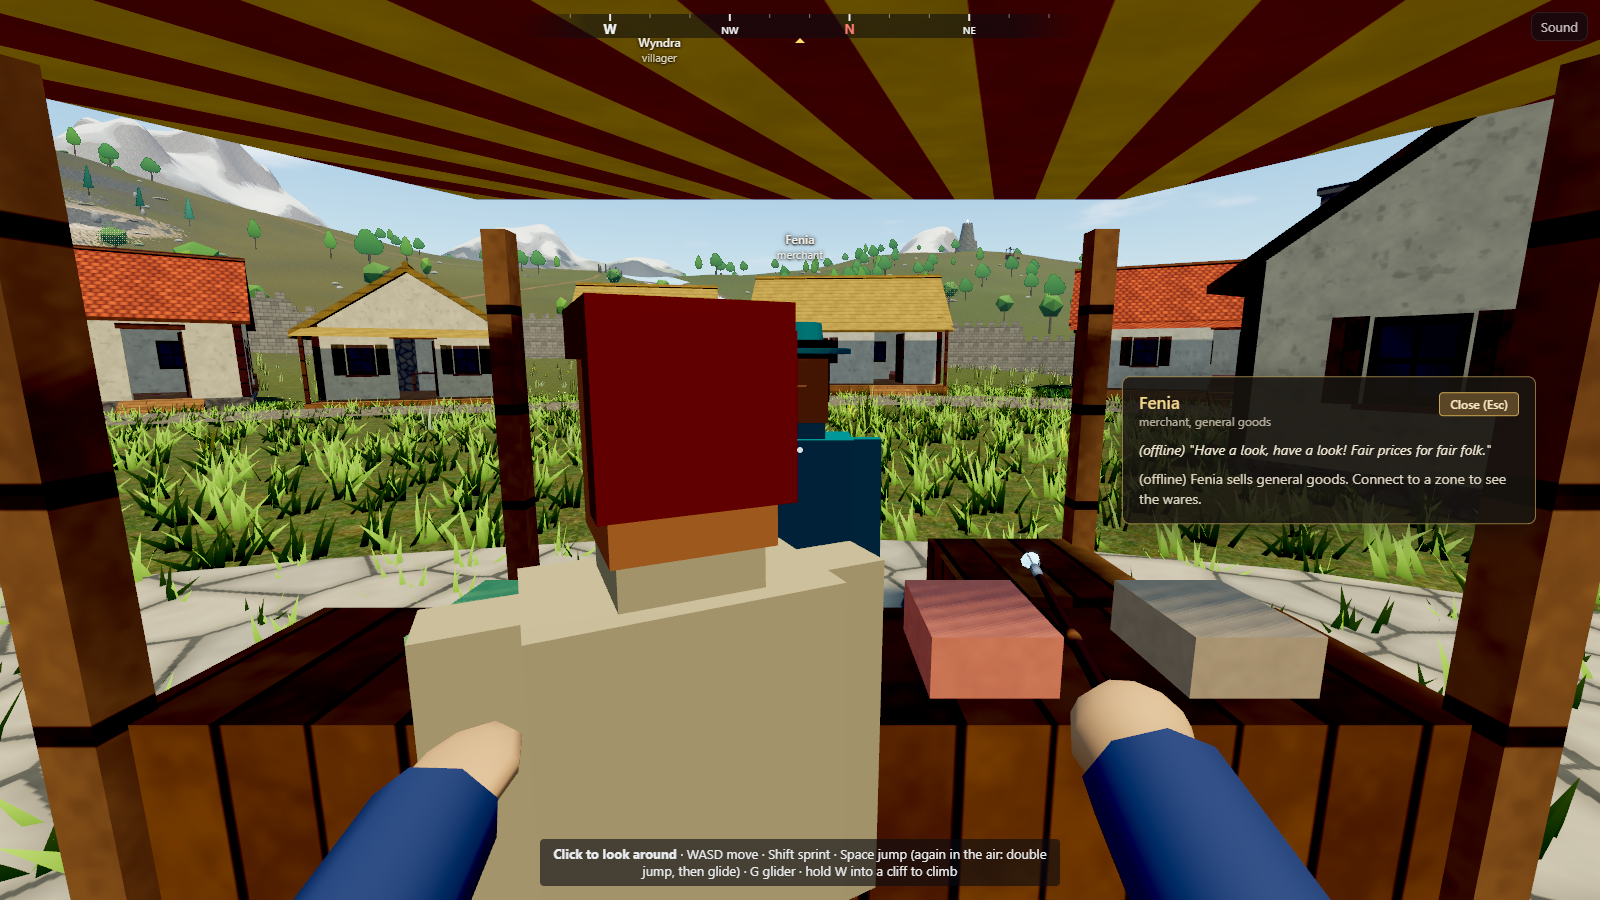 W
NW
N
NE
Sound
Wyndra
villager
Fenia
merchant
Fenia
Close (Esc)
merchant, general goods
(offline) "Have a look, have a look! Fair prices for fair folk."
(offline) Fenia sells general goods. Connect to a zone to see
the wares.
Click to look around · WASD move · Shift sprint · Space jump (again in the air: double
jump, then glide) · G glider · hold W into a cliff to climb